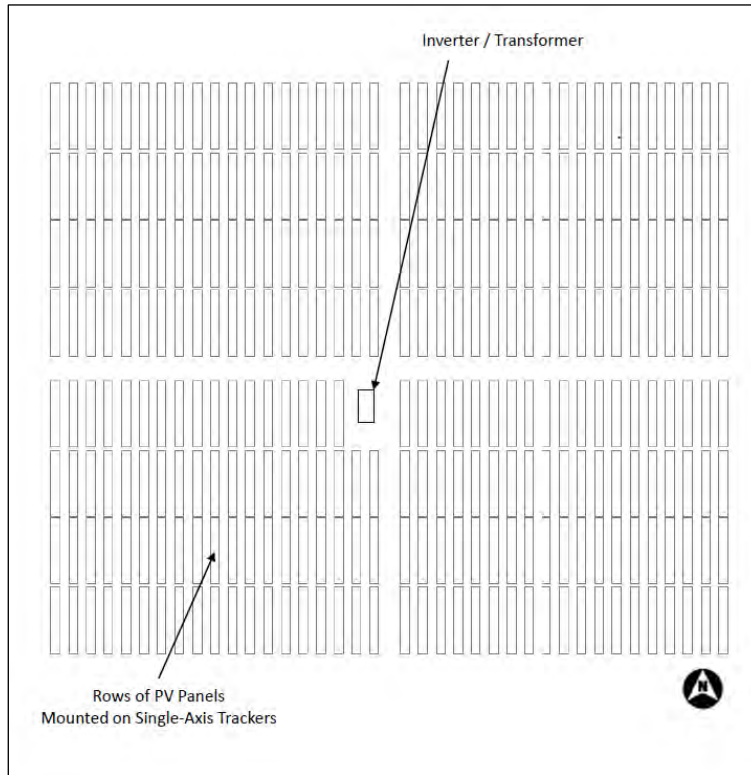 Inverter / Transformer
Rows of PV Panels
Mounted on Single-Axis Trackers
N